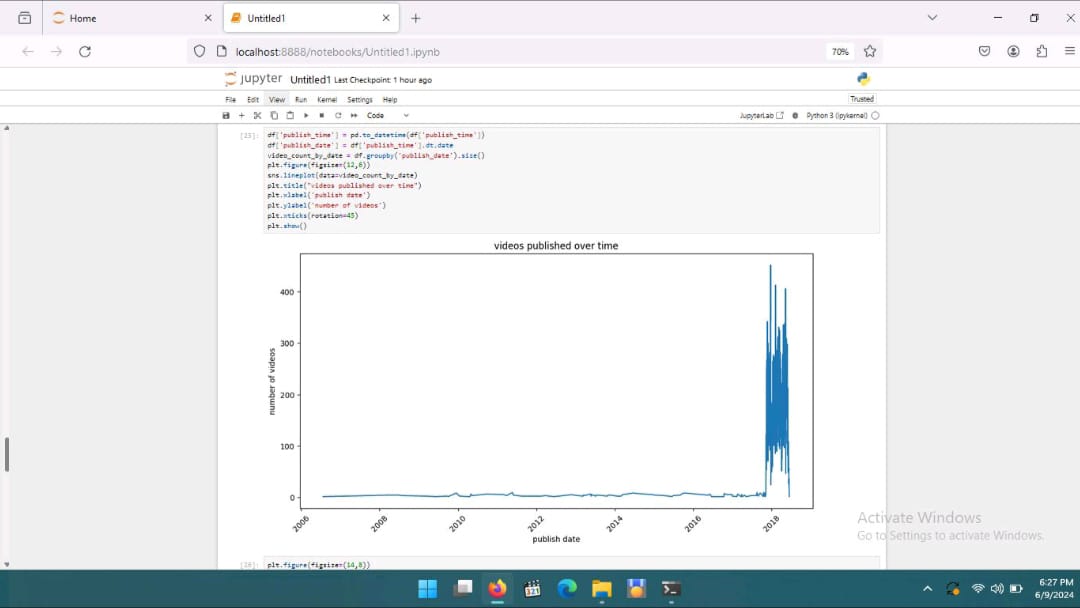 Home
Untitled1
localhost:8888/notebooks/Untitled1.ipynb
70%
jupyter Untitled1 Last Checkpoint: 1 hour ago
File Edit View Run Kernel Settings Help
Trusted
Code
JupyterLab
Python 3 (ipykernel)
[23]:
df['publish_time'] = pd.to_datetime(df['publish_time'])
df['publish_date'] = df['publish_time'].dt.date
video_count_by_date = df.groupby('publish_date').size()
plt.figure(figsize=(12,6))
sns.lineplot(data=video_count_by_date)
plt.title("videos published over time")
plt.xlabel('publish date')
plt.ylabel('number of videos')
plt.xticks(rotation=45)
plt.show()
videos published over time
number of videos
400
300
200
100
0
2006 2008 2010 2012 2014 2016 2018
publish date
Activate Windows
Go to Settings to activate Windows.
plt.figure(figsize=(14,8))
321
6:27 PM
6/9/2024